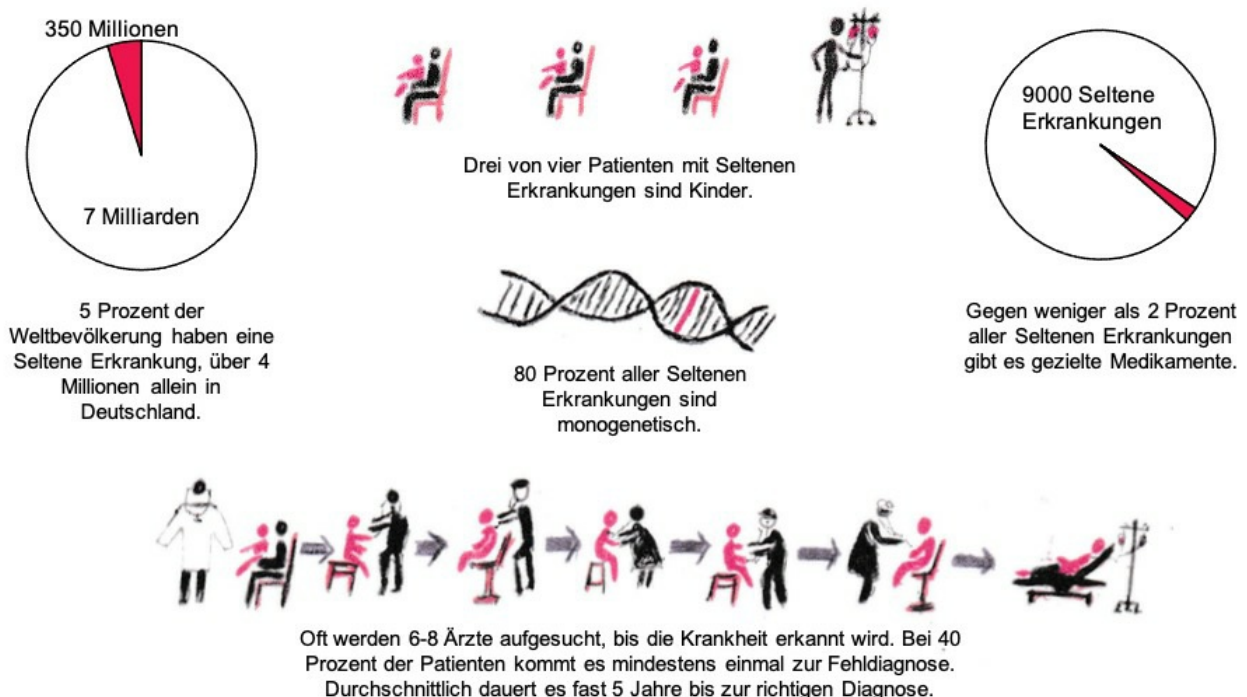 350 Millionen
7 Milliarden
5 Prozent der
Weltbevölkerung haben eine
Seltene Erkrankung, über 4
Millionen allein in
Deutschland.
Drei von vier Patienten mit Seltenen
Erkrankungen sind Kinder.
80 Prozent aller Seltenen
Erkrankungen sind
monogenetisch.
9000 Seltene
Erkrankungen
Gegen weniger als 2 Prozent
aller Seltenen Erkrankungen
gibt es gezielte Medikamente.
Oft werden 6-8 Ärzte aufgesucht, bis die Krankheit erkannt wird. Bei 40
Prozent der Patienten kommt es mindestens einmal zur Fehldiagnose.
Durchschnittlich dauert es fast 5 Jahre bis zur richtigen Diagnose.